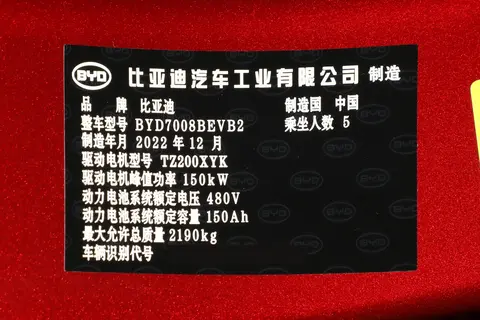 BYD 比亚迪汽车工业有限公司 制造
品 牌 比亚迪 制造国 中国
整车型号 BYD7008BEVB2 乘坐人数 5
制造年月 2022 年 12 月
驱动电机型号 TZ200XYK
驱动电机峰值功率 150kW
动力电池系统额定电压 480V
动力电池系统额定容量 150Ah
最大允许总质量 2190kg
车辆识别代号